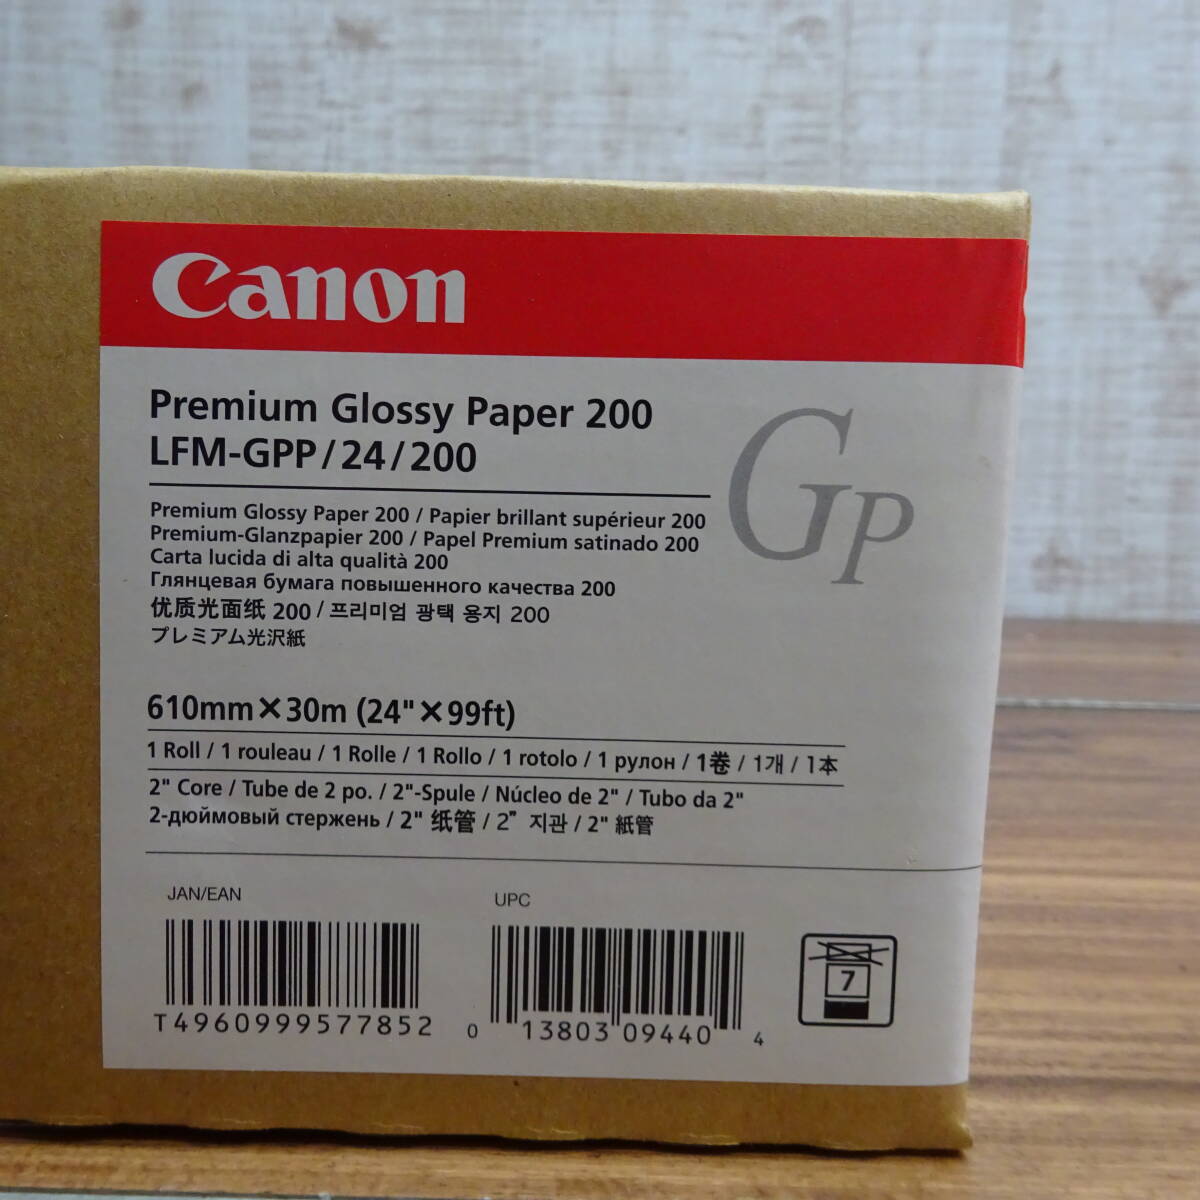 Canon
Premium Glossy Paper 200
LFM-GPP/24/200
GP
Premium Glossy Paper 200 / Papier brillant supérieur 200
Premium-Glanzpapier 200 / Papel Premium satinado 200
Carta lucida di alta qualità 200
Глянцевая бумага повышенного качества 200
优质光面纸 200 / 프리미엄 광택 용지 200
プレミアム光沢紙
610mm×30m (24"×99ft)
1 Roll / 1 rouleau / 1 Rolle / 1 Rollo / 1 rotolo / 1 рулон / 1卷 / 1개 / 1本
2" Core / Tube de 2 po. / 2"-Spule / Núcleo de 2" / Tubo da 2"
2-дюймовый стержень / 2" 纸管 / 2” 지관 / 2" 紙管
JAN/EAN
UPC
T4960999577852
0 13803 09440 4
7